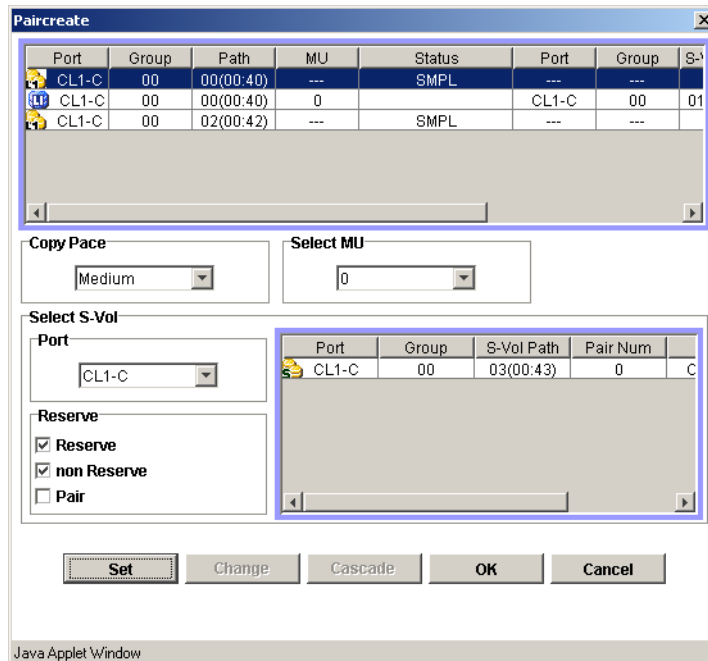 Paircreate
Port Group Path MU Status Port Group S-V
CL1-C 00 00(00:40) --- SMPL --- ---
CL1-C 00 00(00:40) 0 CL1-C 00 01
CL1-C 00 02(00:42) --- SMPL --- ---
Copy Pace
Medium
Select MU
0
Select S-Vol
Port
CL1-C
Reserve
Reserve
non Reserve
Pair
Port Group S-Vol Path Pair Num
CL1-C 00 03(00:43) 0 C
Set Change Cascade OK Cancel
Java Applet Window